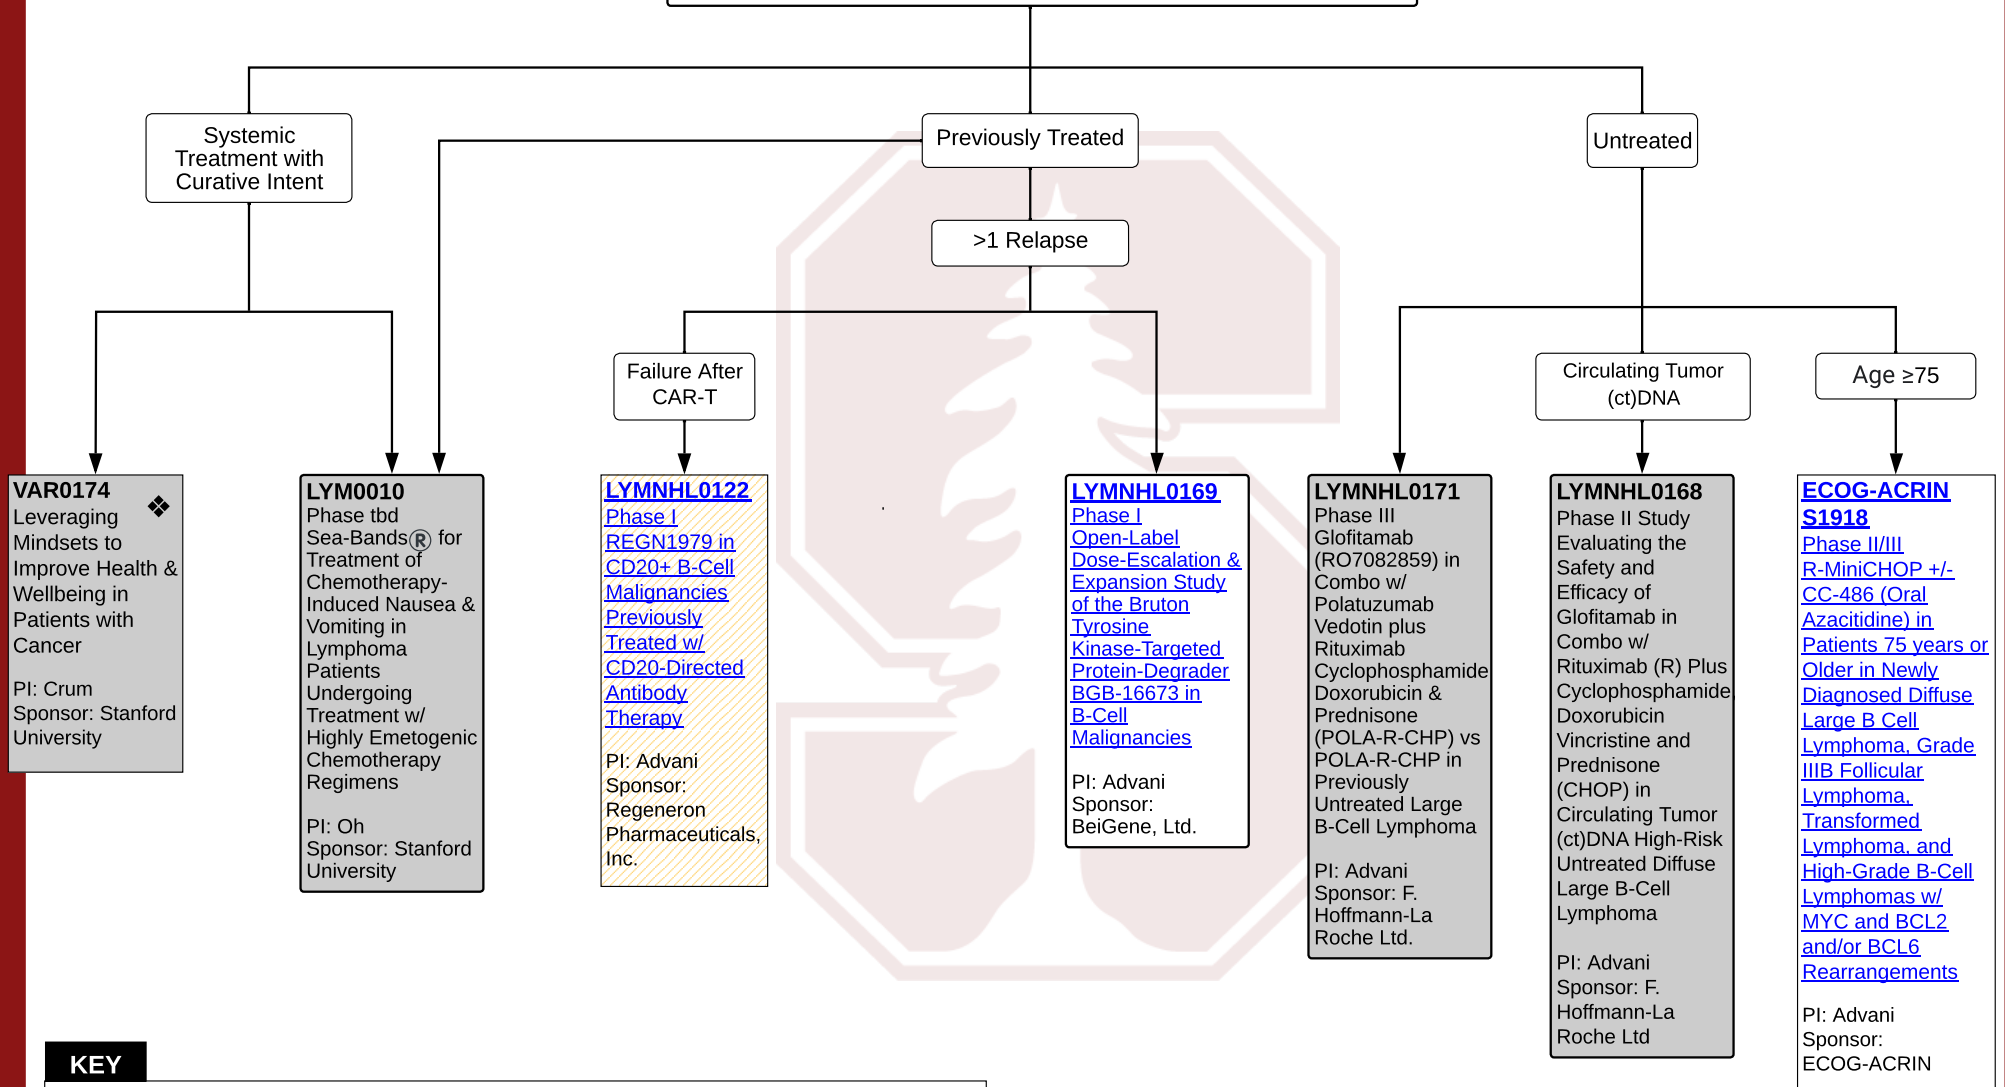 Systemic
Treatment with
Curative Intent
Previously Treated
Untreated
>1 Relapse
Failure After
CAR-T
Circulating Tumor
(ct)DNA
Age ≥75
VAR0174
❖
Leveraging
Mindsets to
Improve Health &
Wellbeing in
Patients with
Cancer
PI: Crum
Sponsor: Stanford
University
LYM0010
Phase tbd
Sea-Bands® for
Treatment of
Chemotherapy-
Induced Nausea &
Vomiting in
Lymphoma
Patients
Undergoing
Treatment w/
Highly Emetogenic
Chemotherapy
Regimens
PI: Oh
Sponsor: Stanford
University
LYMNHL0122
Phase I
REGN1979 in
CD20+ B-Cell
Malignancies
Previously
Treated w/
CD20-Directed
Antibody
Therapy
PI: Advani
Sponsor:
Regeneron
Pharmaceuticals,
Inc.
LYMNHL0169
Phase I
Open-Label
Dose-Escalation &
Expansion Study
of the Bruton
Tyrosine
Kinase-Targeted
Protein-Degrader
BGB-16673 in
B-Cell
Malignancies
PI: Advani
Sponsor:
BeiGene, Ltd.
LYMNHL0171
Phase III
Glofitamab
(RO7082859) in
Combo w/
Polatuzumab
Vedotin plus
Rituximab
Cyclophosphamide
Doxorubicin &
Prednisone
(POLA-R-CHP) vs
POLA-R-CHP in
Previously
Untreated Large
B-Cell Lymphoma
PI: Advani
Sponsor: F.
Hoffmann-La
Roche Ltd.
LYMNHL0168
Phase II Study
Evaluating the
Safety and
Efficacy of
Glofitamab in
Combo w/
Rituximab (R) Plus
Cyclophosphamide,
Doxorubicin
Vincristine and
Prednisone
(CHOP) in
Circulating Tumor
(ct)DNA High-Risk
Untreated Diffuse
Large B-Cell
Lymphoma
PI: Advani
Sponsor: F.
Hoffmann-La
Roche Ltd
ECOG-ACRIN
S1918
Phase II/III
R-MiniCHOP +/-
CC-486 (Oral
Azacitidine) in
Patients 75 years or
Older in Newly
Diagnosed Diffuse
Large B Cell
Lymphoma, Grade
IIIB Follicular
Lymphoma,
Transformed
Lymphoma, and
High-Grade B-Cell
Lymphomas w/
MYC and BCL2
and/or BCL6
Rearrangements
PI: Advani
Sponsor:
ECOG-ACRIN
KEY